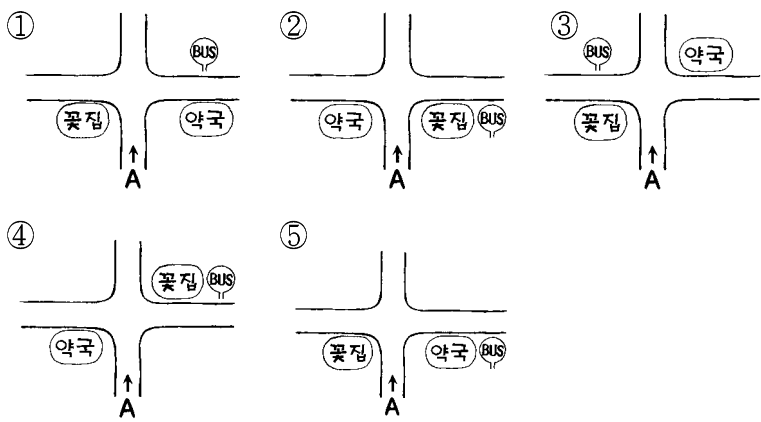 ① BUS 꽃집 약국 A
② 약국 꽃집 BUS A
③ BUS 약국 꽃집 A
④ 꽃집 BUS 약국 A
⑤ 꽃집 약국 BUS A